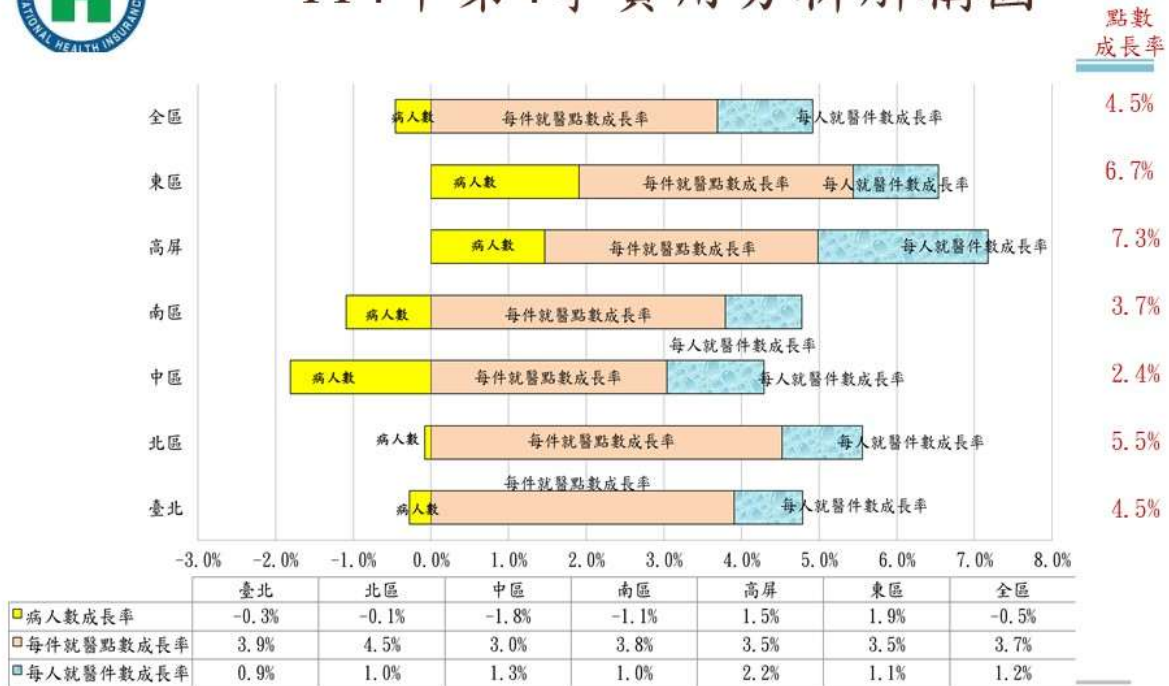 NATIONAL HEALTH INSURANCE
點數
成長率
全區
病人數
每件就醫點數成長率
每人就醫件數成長率
4.5%
東區
病人數
每件就醫點數成長率
每人就醫件數成長率
6.7%
高屏
病人數
每件就醫點數成長率
每人就醫件數成長率
7.3%
南區
病人數
每件就醫點數成長率
每人就醫件數成長率
3.7%
中區
病人數
每件就醫點數成長率
每人就醫件數成長率
2.4%
北區
病人數
每件就醫點數成長率
每人就醫件數成長率
5.5%
臺北
病人數
每件就醫點數成長率
每人就醫件數成長率
4.5%
-3.0% -2.0% -1.0% 0.0% 1.0% 2.0% 3.0% 4.0% 5.0% 6.0% 7.0% 8.0%
臺北 北區 中區 南區 高屏 東區 全區
病人數成長率 -0.3% -0.1% -1.8% -1.1% 1.5% 1.9% -0.5%
每件就醫點數成長率 3.9% 4.5% 3.0% 3.8% 3.5% 3.5% 3.7%
每人就醫件數成長率 0.9% 1.0% 1.3% 1.0% 2.2% 1.1% 1.2%